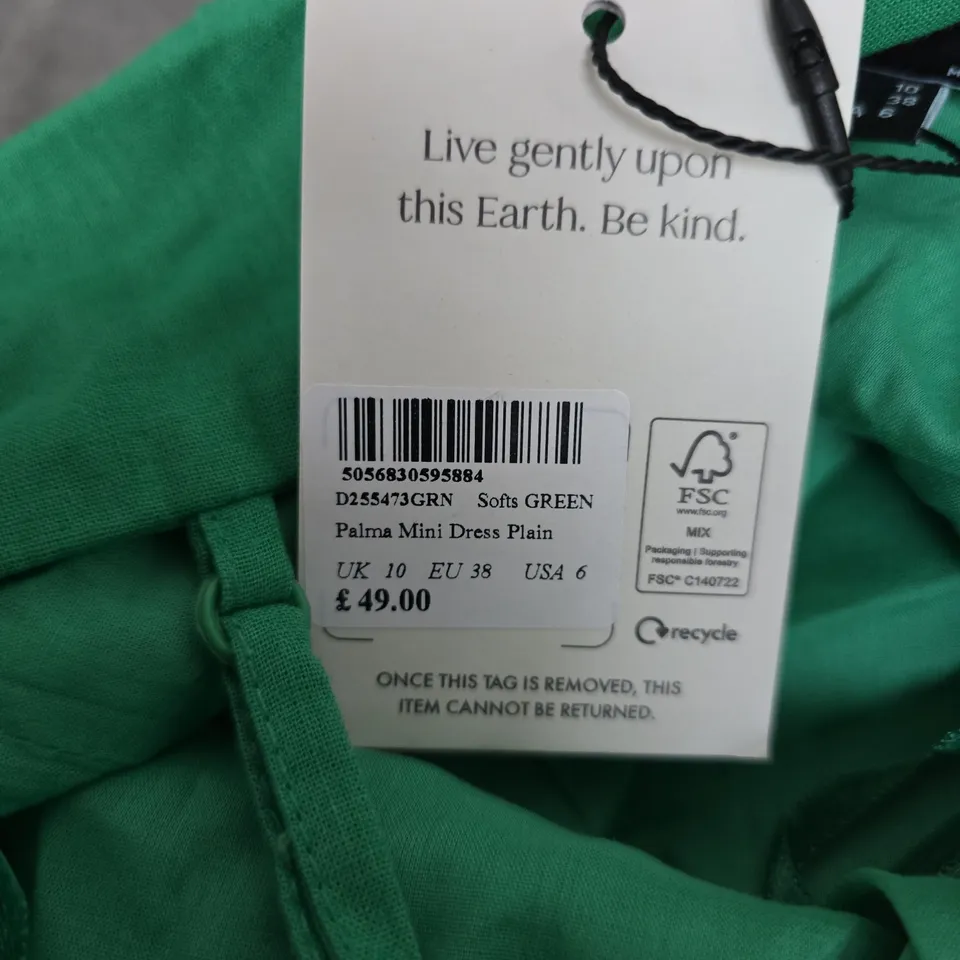 Live gently upon
this Earth. Be kind.
5056830595884
D255473GRN Softs GREEN
Palma Mini Dress Plain
UK 10 EU 38 USA 6
£ 49.00
FSC®
www.fsc.org
MIX
Packaging | Supporting
responsible forestry
FSC® C140722
recycle
ONCE THIS TAG IS REMOVED, THIS
ITEM CANNOT BE RETURNED.
10
38
6